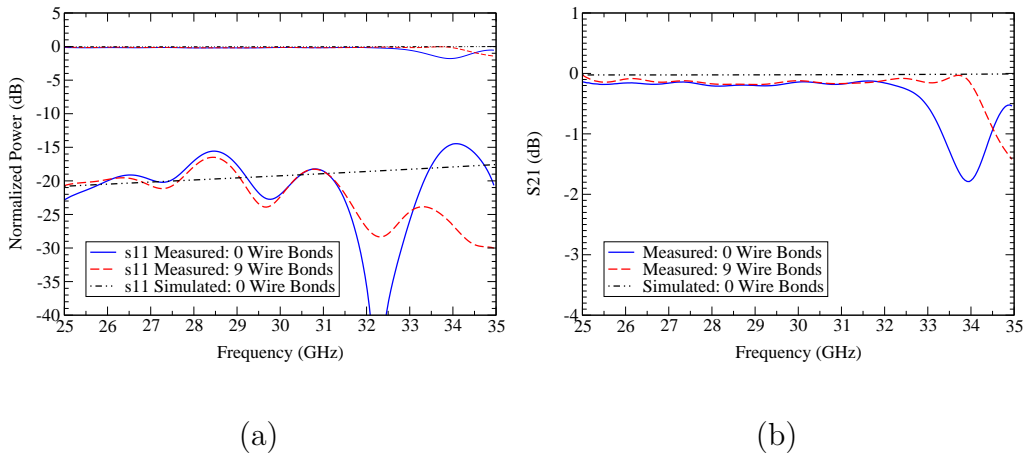 5
0
-5
-10
-15
-20
-25
-30
-35
-40
Normalized Power (dB)
s11 Measured: 0 Wire Bonds
s11 Measured: 9 Wire Bonds
s11 Simulated: 0 Wire Bonds
25 26 27 28 29 30 31 32 33 34 35
Frequency (GHz)
(a)
1
0
-1
-2
-3
-4
S21 (dB)
Measured: 0 Wire Bonds
Measured: 9 Wire Bonds
Simulated: 0 Wire Bonds
25 26 27 28 29 30 31 32 33 34 35
Frequency (GHz)
(b)